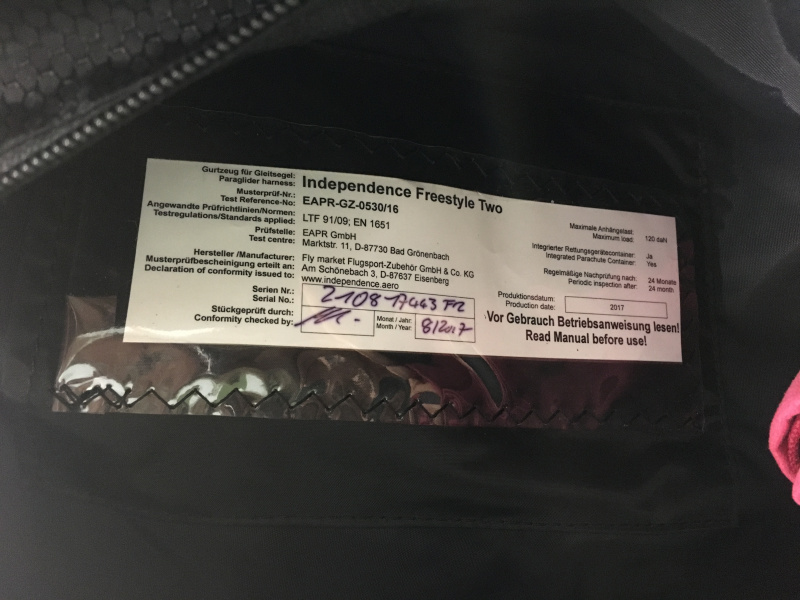 Gurtzeug für Gleitsegel:
Paraglider harness: Independence Freestyle Two
Musterprüf-Nr.:
Test Reference-No: EAPR-GZ-0530/16
Angewandte Prüfrichtlinien/Normen:
Testregulations/Standards applied: LTF 91/09; EN 1651
Prüfstelle: EAPR GmbH
Test centre: Marktstr. 11, D-87730 Bad Grönenbach
Hersteller /Manufacturer: Fly market Flugsport-Zubehör GmbH & Co. KG
Musterprüfbescheinigung erteilt an: Am Schönebach 3, D-87637 Eisenberg
Declaration of conformity issued to: www.independence.aero
Serien Nr.:
Serial No.: 2108 17443 FR
Stückgeprüft durch:
Conformity checked by:
Monat / Jahr:
Month / Year: 8/2017
Maximale Anhängelast:
Maximum load: 120 daN
Integrierter Rettungsgerätecontainer: Ja
Integrated Parachute Container: Yes
Regelmäßige Nachprüfung nach: 24 Monate
Periodic inspection after: 24 month
Produktionsdatum:
Production date: 2017
Vor Gebrauch Betriebsanweisung lesen!
Read Manual before use!